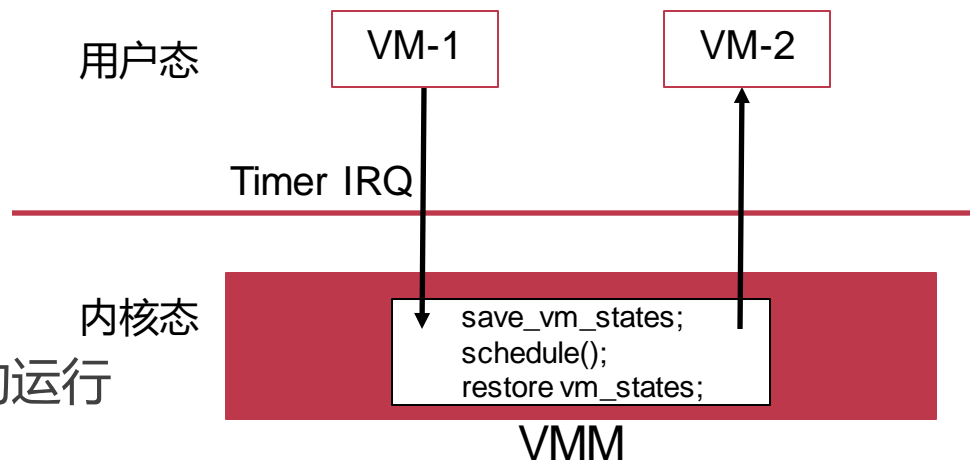 用户态
VM-1
VM-2
Timer IRQ
内核态
save_vm_states;
schedule();
restore vm_states;
的运行
VMM